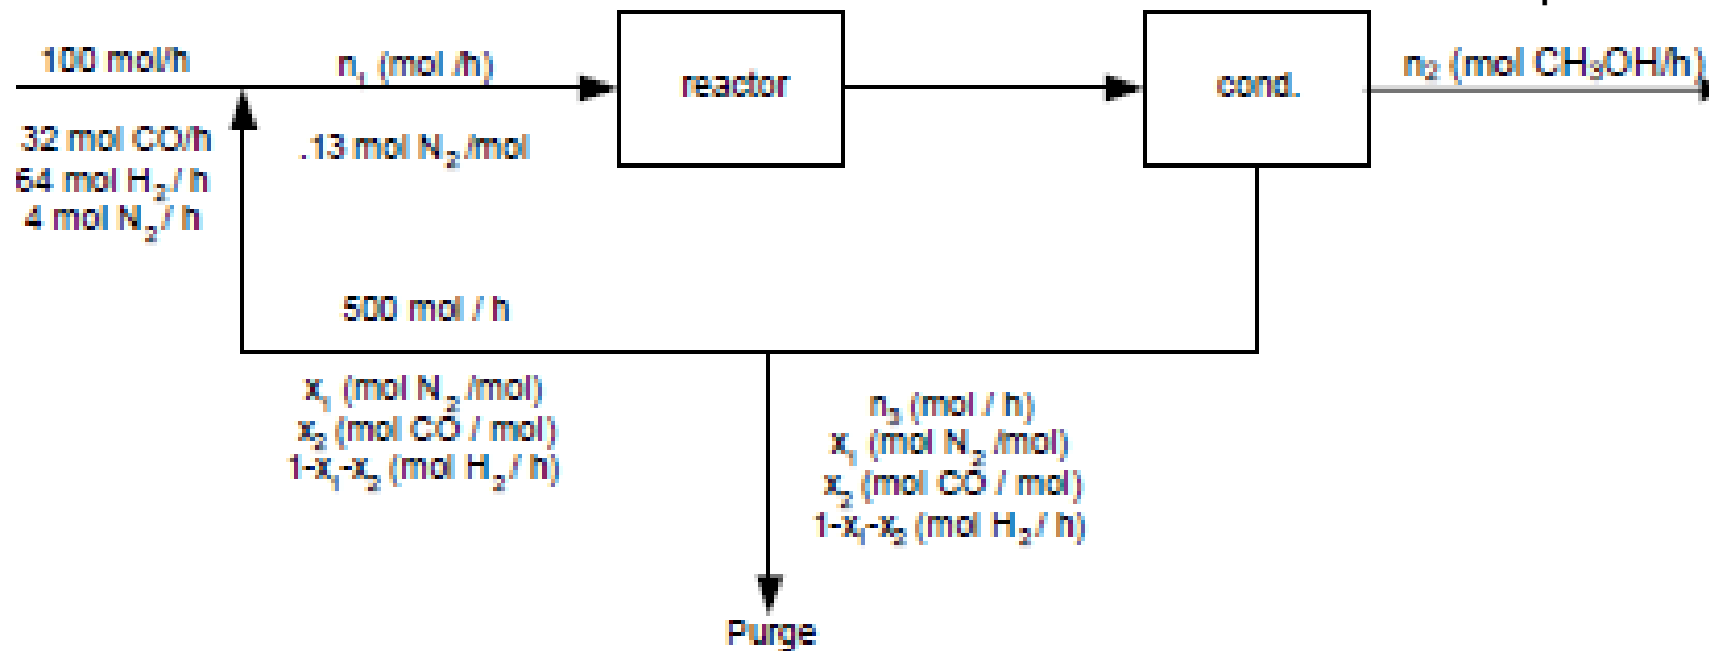 100 mol/h
32 mol CO/h
64 mol H₂ / h
4 mol N₂ / h
n₁ (mol /h)
.13 mol N₂ /mol
reactor
cond.
n₂ (mol CH₃OH/h)
500 mol / h
x₁ (mol N₂ /mol)
x₂ (mol CO / mol)
1-x₁-x₂ (mol H₂ / h)
n₃ (mol / h)
x₁ (mol N₂ /mol)
x₂ (mol CO / mol)
1-x₁-x₂ (mol H₂ / h)
Purge